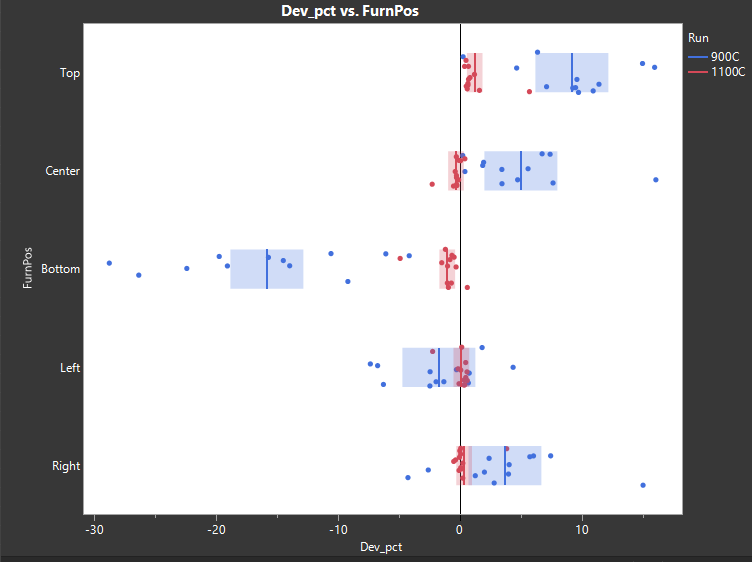 Dev_pct vs. FurnPos
Run
900C
1100C
Top
Center
Bottom
Left
Right
FurnPos
-30
-20
-10
0
10
Dev_pct